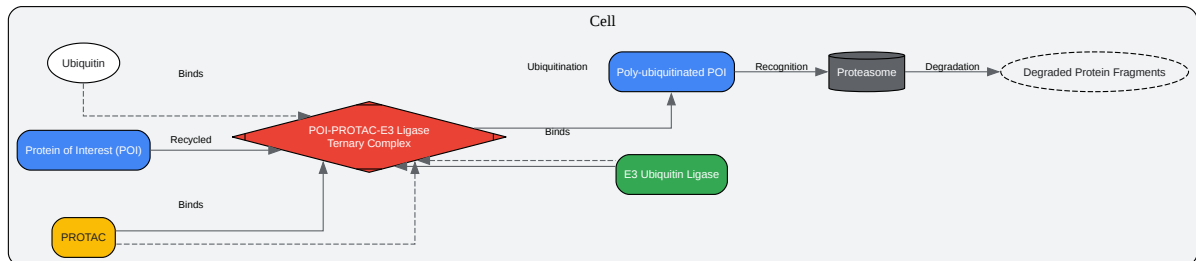 Cell
Ubiquitin
Binds
Ubiquitination
Poly-ubiquitinated POI
Recognition
Proteasome
Degradation
Degraded Protein Fragments
Protein of Interest (POI)
Recycled
POI-PROTAC-E3 Ligase
Ternary Complex
Binds
E3 Ubiquitin Ligase
Binds
PROTAC